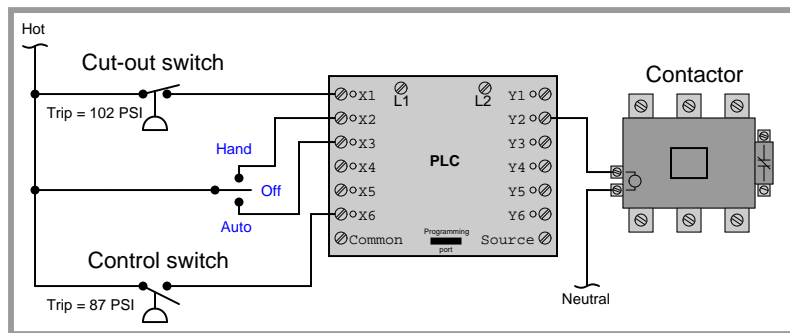 Hot
Cut-out switch
Trip = 102 PSI
Hand
Off
Auto
Control switch
Trip = 87 PSI
X1
X2
X3
X4
X5
X6
Common
L1
L2
PLC
Programming
port
Y1
Y2
Y3
Y4
Y5
Y6
Source
Contactor
Neutral